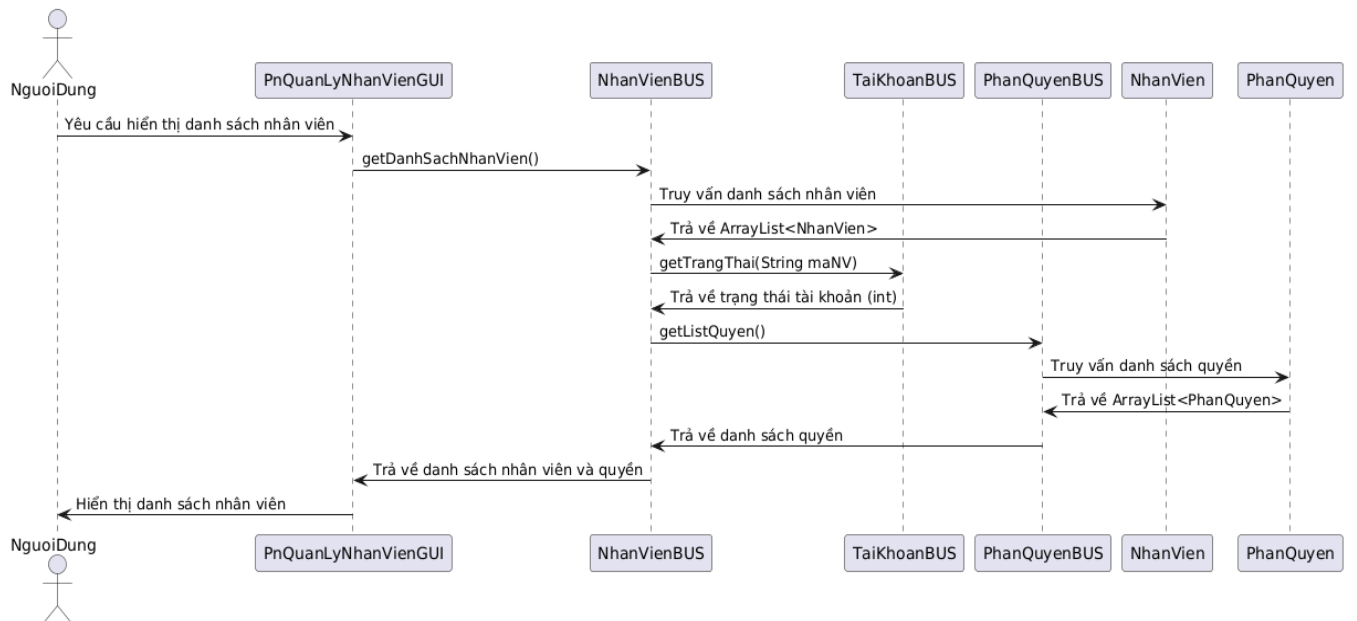 NguoiDung
PnQuanLyNhanVienGUI
NhanVienBUS
TaiKhoanBUS
PhanQuyenBUS
NhanVien
PhanQuyen
Yêu cầu hiển thị danh sách nhân viên
getDanhSachNhanVien()
Truy vấn danh sách nhân viên
Trả về ArrayList<NhanVien>
getTrangThai(String maNV)
Trả về trạng thái tài khoản (int)
getListQuyen()
Truy vấn danh sách quyền
Trả về ArrayList<PhanQuyen>
Trả về danh sách quyền
Trả về danh sách nhân viên và quyền
Hiển thị danh sách nhân viên
NguoiDung
PnQuanLyNhanVienGUI
NhanVienBUS
TaiKhoanBUS
PhanQuyenBUS
NhanVien
PhanQuyen